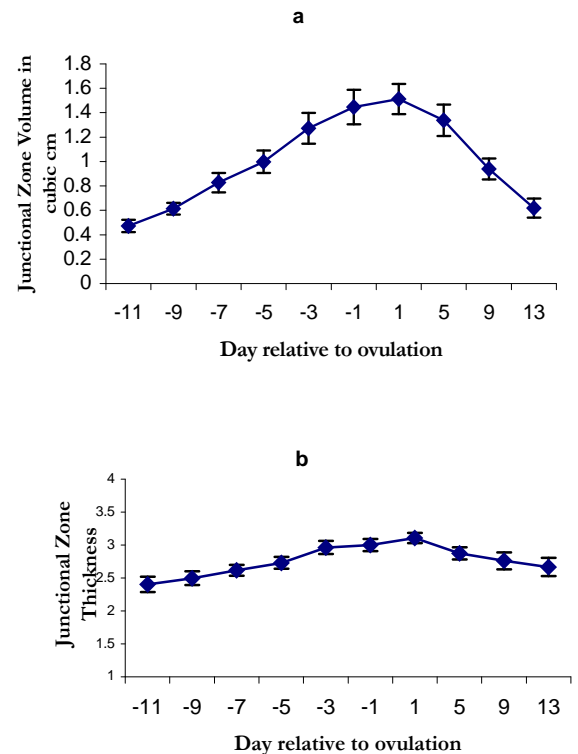 a
Junctional Zone Volume in
cubic cm
1.8
1.6
1.4
1.2
1
0.8
0.6
0.4
0.2
0
-11 -9 -7 -5 -3 -1 1 5 9 13
Day relative to ovulation
b
Junctional Zone
Thickness
4
3.5
3
2.5
2
1.5
1
-11 -9 -7 -5 -3 -1 1 5 9 13
Day relative to ovulation